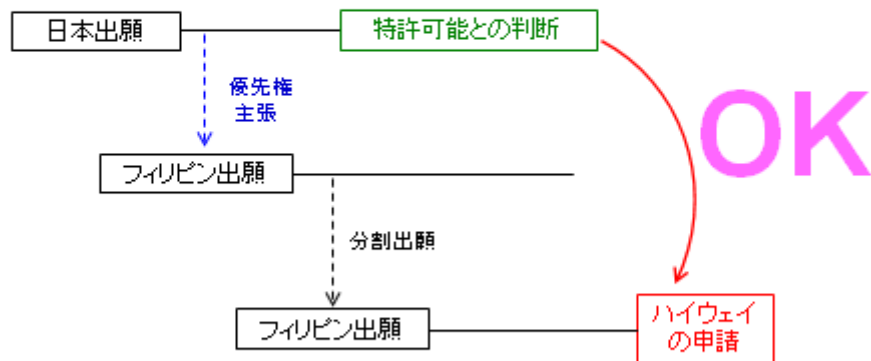 日本出願
特許可能との判断
優先権
主張
OK
フィリピン出願
分割出願
フィリピン出願
ハイウェイ
の申請